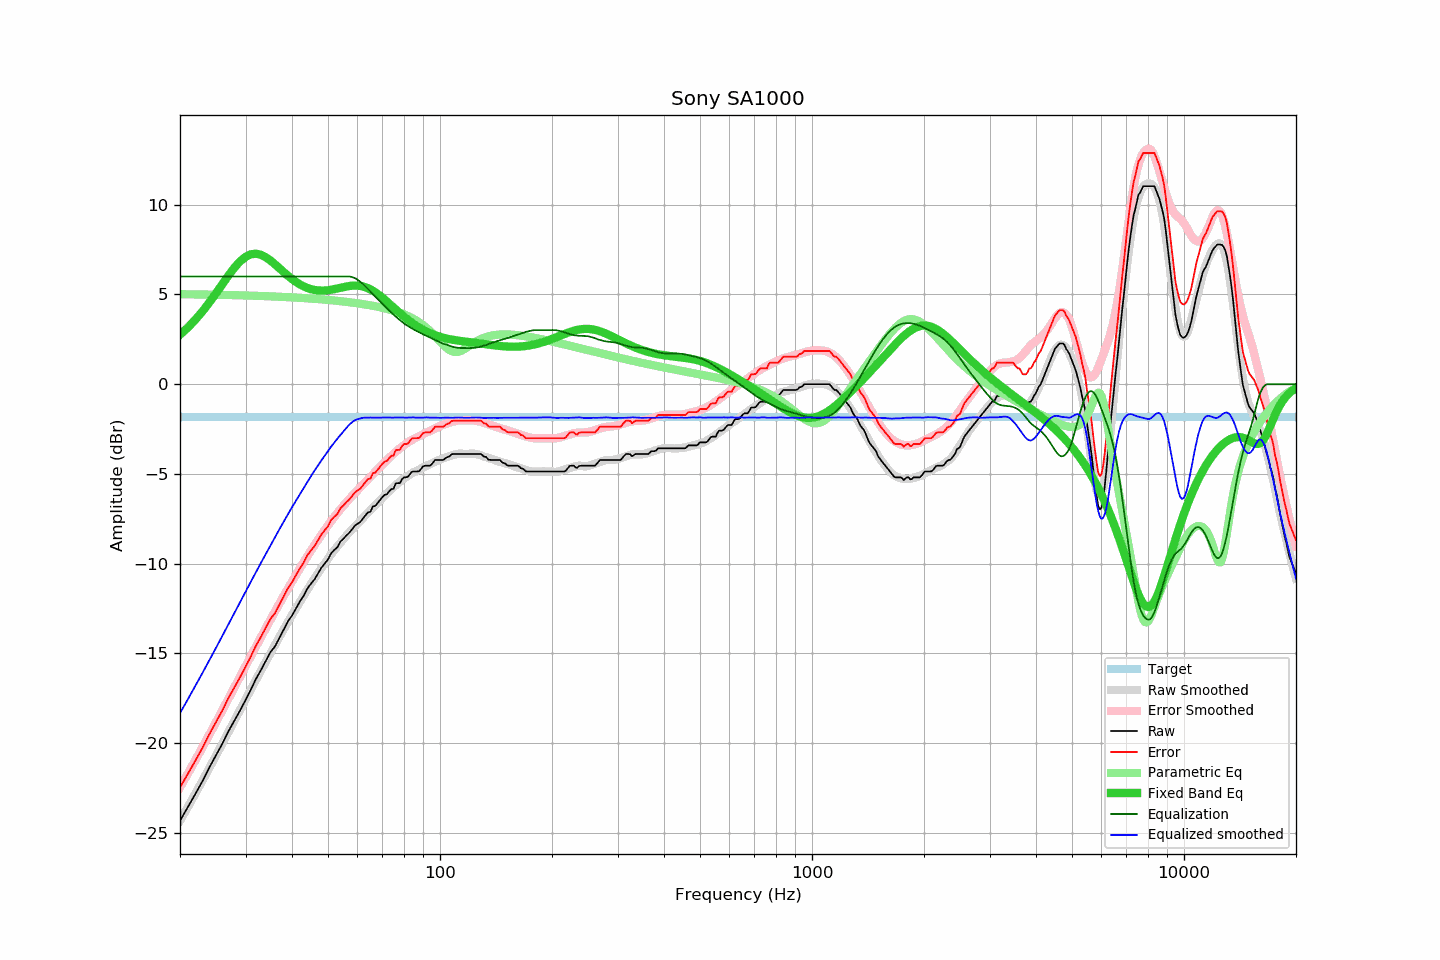 Sony SA1000
Amplitude (dBr)
10
5
0
−5
−10
−15
−20
−25
100
1000
10000
Frequency (Hz)
Target
Raw Smoothed
Error Smoothed
Raw
Error
Parametric Eq
Fixed Band Eq
Equalization
Equalized smoothed